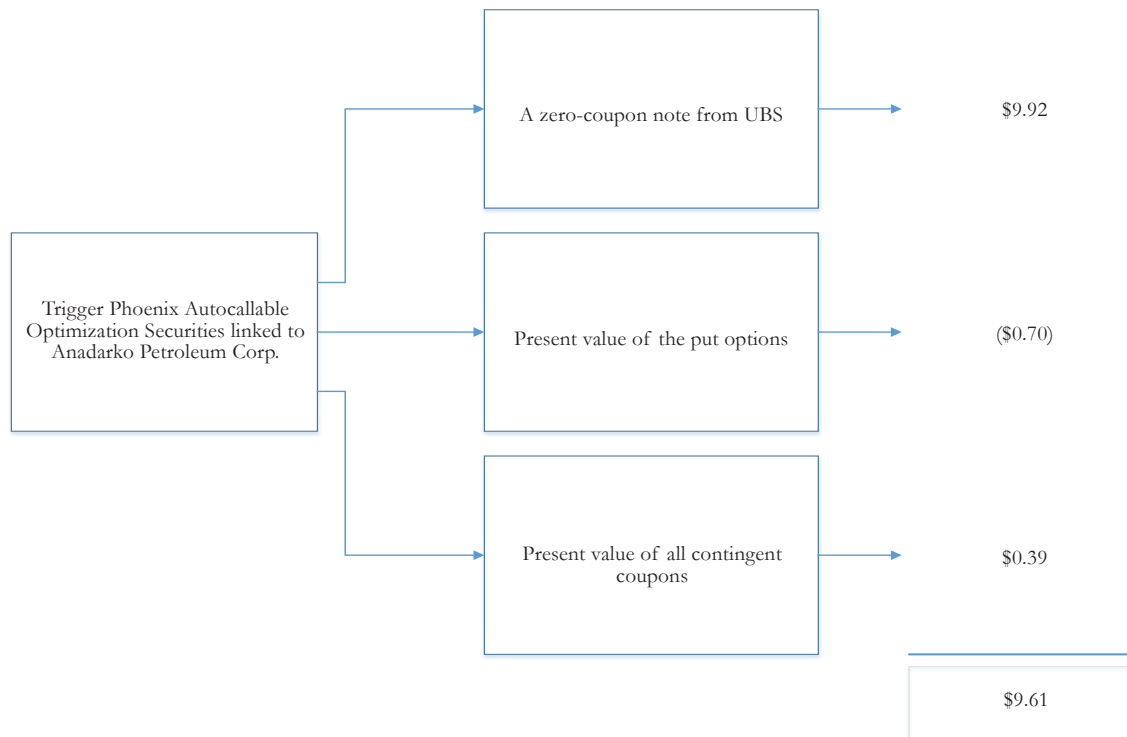 A zero-coupon note from UBS
$9.92
Trigger Phoenix Autocallable
Optimization Securities linked to
Anadarko Petroleum Corp.
Present value of the put options
($0.70)
Present value of all contingent
coupons
$0.39
$9.61